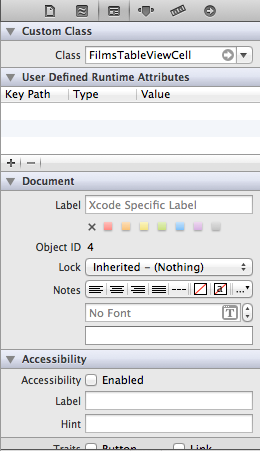 Custom Class
Class FilmsTableViewCell
User Defined Runtime Attributes
Key Path Type Value
Document
Label Xcode Specific Label
Object ID 4
Lock Inherited - (Nothing)
Notes
No Font T
Accessibility
Accessibility Enabled
Label
Hint
Traits Button Link